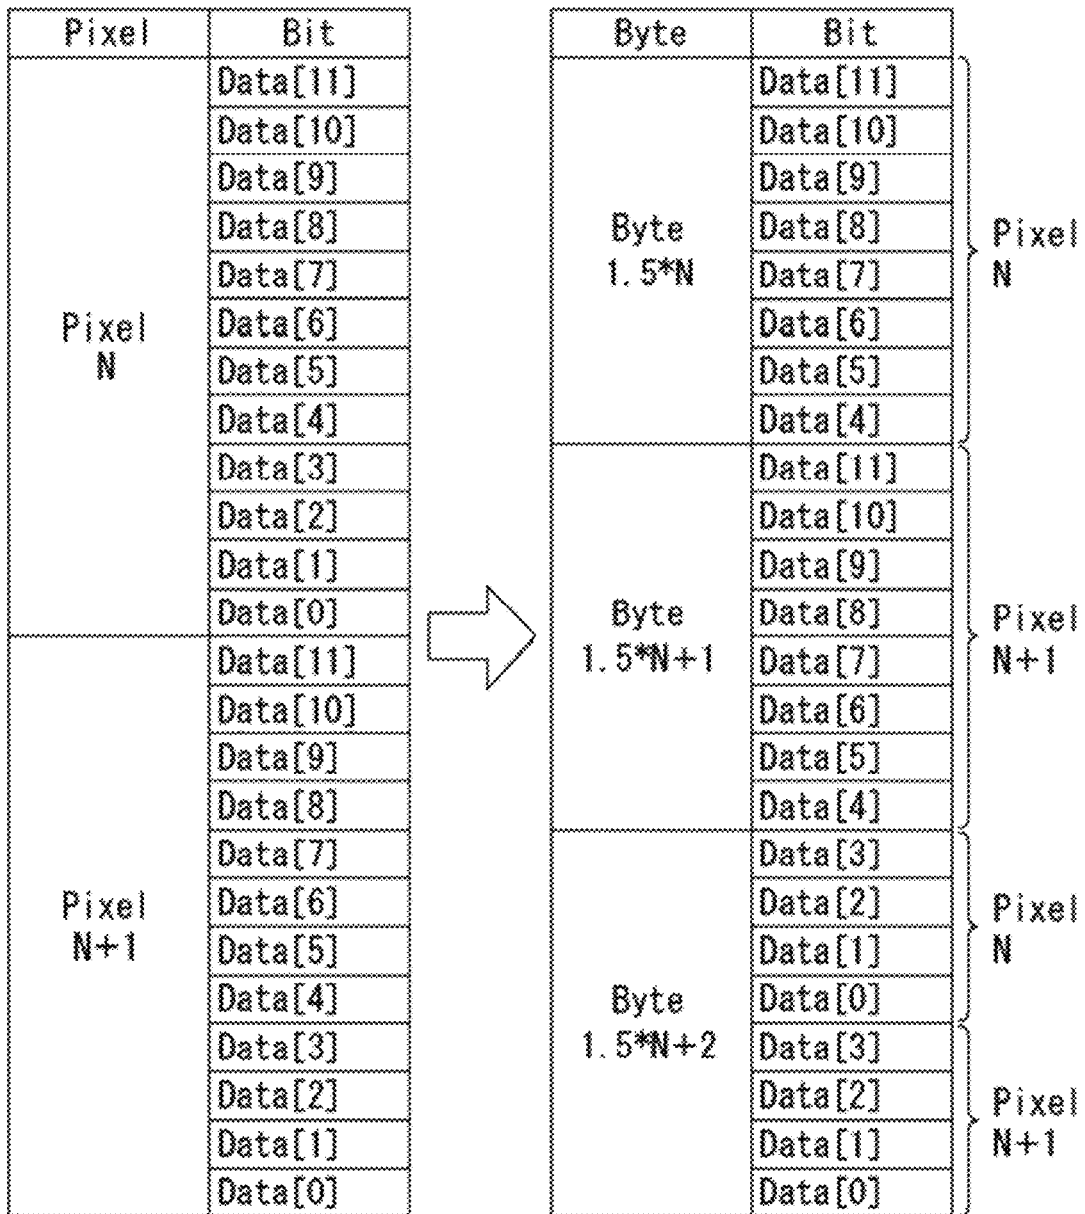 Pixel Bit
Pixel
N
Data[11]
Data[10]
Data[9]
Data[8]
Data[7]
Data[6]
Data[5]
Data[4]
Data[3]
Data[2]
Data[1]
Data[0]
Pixel
N+1
Data[11]
Data[10]
Data[9]
Data[8]
Data[7]
Data[6]
Data[5]
Data[4]
Data[3]
Data[2]
Data[1]
Data[0]
Byte Bit
Byte
1.5*N
Data[11]
Data[10]
Data[9]
Data[8]
Data[7]
Data[6]
Data[5]
Data[4]
Pixel
N
Byte
1.5*N+1
Data[11]
Data[10]
Data[9]
Data[8]
Data[7]
Data[6]
Data[5]
Data[4]
Pixel
N+1
Byte
1.5*N+2
Data[3]
Data[2]
Data[1]
Data[0]
Pixel
N
Data[3]
Data[2]
Data[1]
Data[0]
Pixel
N+1